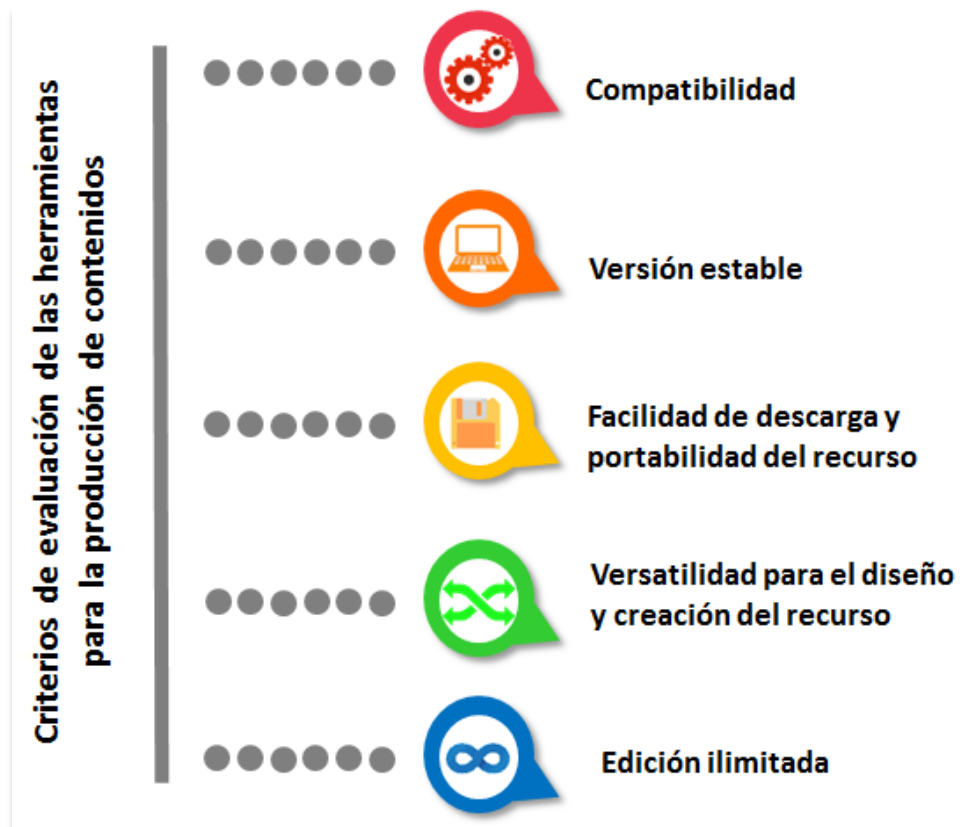 Criterios de evaluación de las herramientas
para la producción de contenidos
Compatibilidad
Versión estable
Facilidad de descarga y
portabilidad del recurso
Versatilidad para el diseño
y creación del recurso
Edición ilimitada